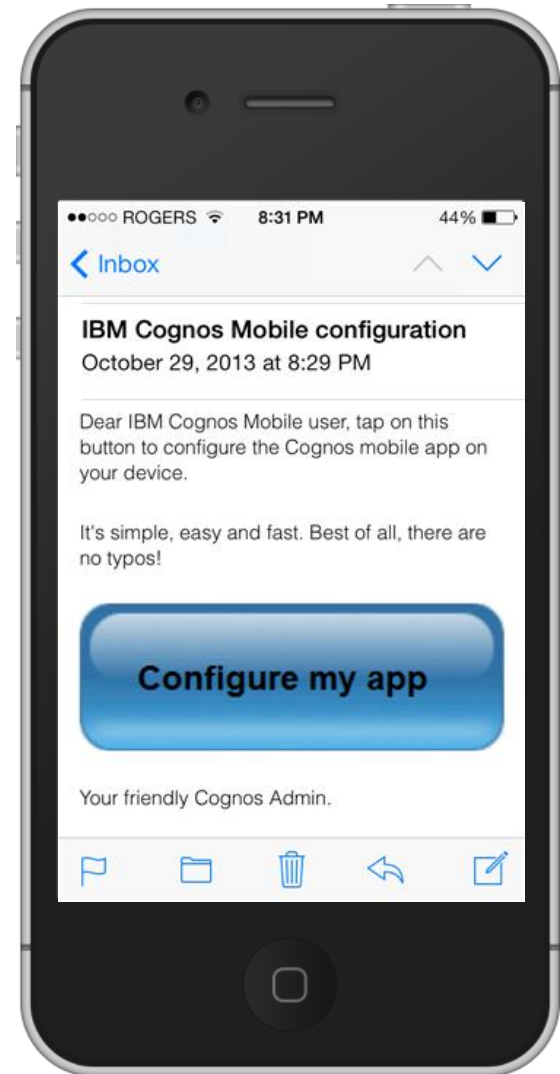 ROGERS 8:31 PM 44%
Inbox
IBM Cognos Mobile configuration
October 29, 2013 at 8:29 PM
Dear IBM Cognos Mobile user, tap on this
button to configure the Cognos mobile app on
your device.
It's simple, easy and fast. Best of all, there are
no typos!
Configure my app
Your friendly Cognos Admin.